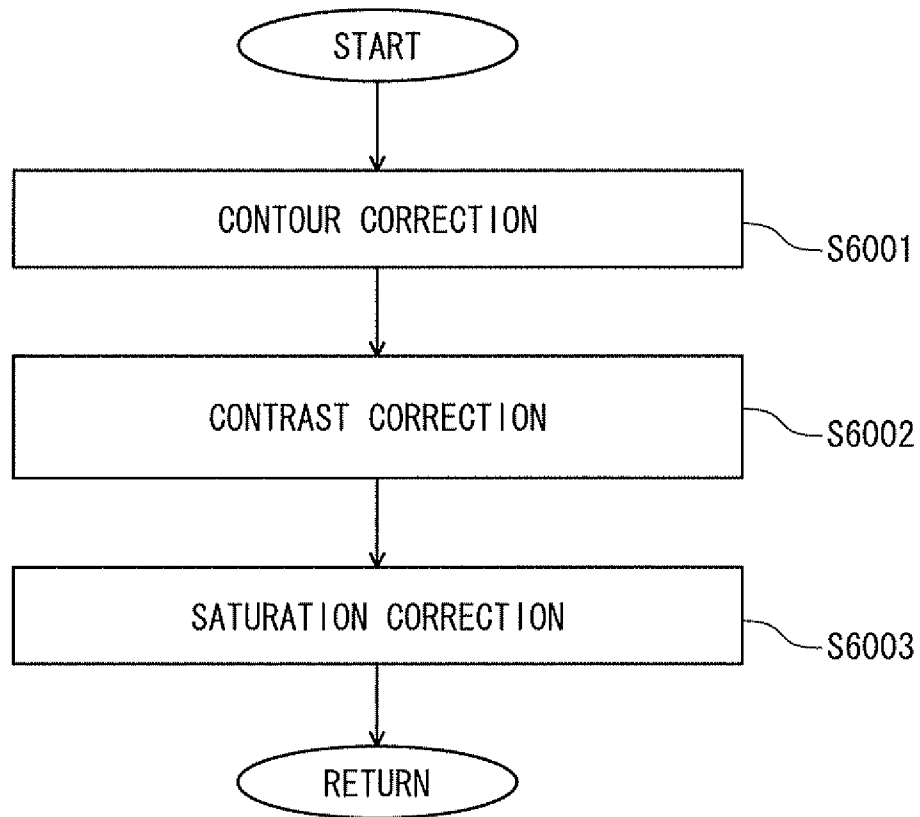 START
CONTOUR CORRECTION
S6001
CONTRAST CORRECTION
S6002
SATURATION CORRECTION
S6003
RETURN